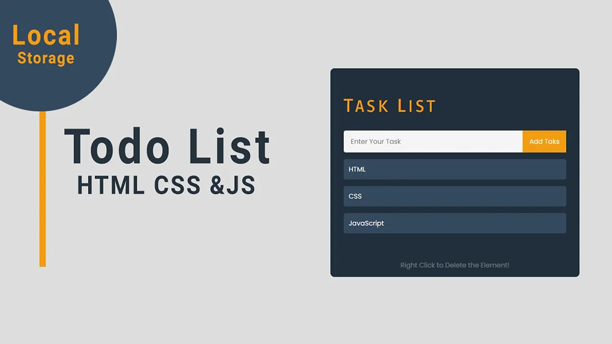 Local
Storage
Todo List
HTML CSS &JS
Task List
Enter Your Task
Add Taks
HTML
CSS
JavaScript
Right Click to Delete the Element!